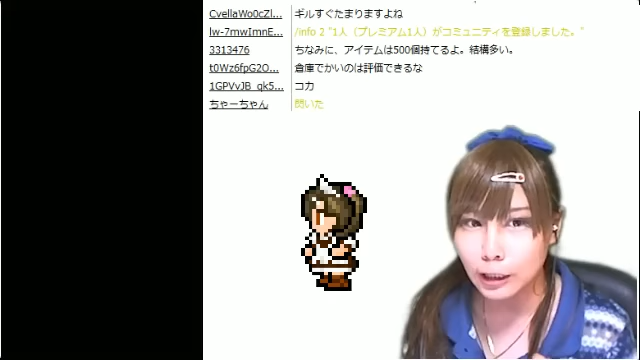 CvellaWo0cZl... ギルすぐたまりますよね
lw-7mwImnE... /info 2 "1人（プレミアム1人）がコミュニティを登録しました。"
3313476 ちなみに、アイテムは500個持てるよ。結構多い。
t0Wz6fpG2O... 倉庫でかいのは評価できるな
1GPVvJB_qk5... コカ
ちゃーちゃん 閃いた